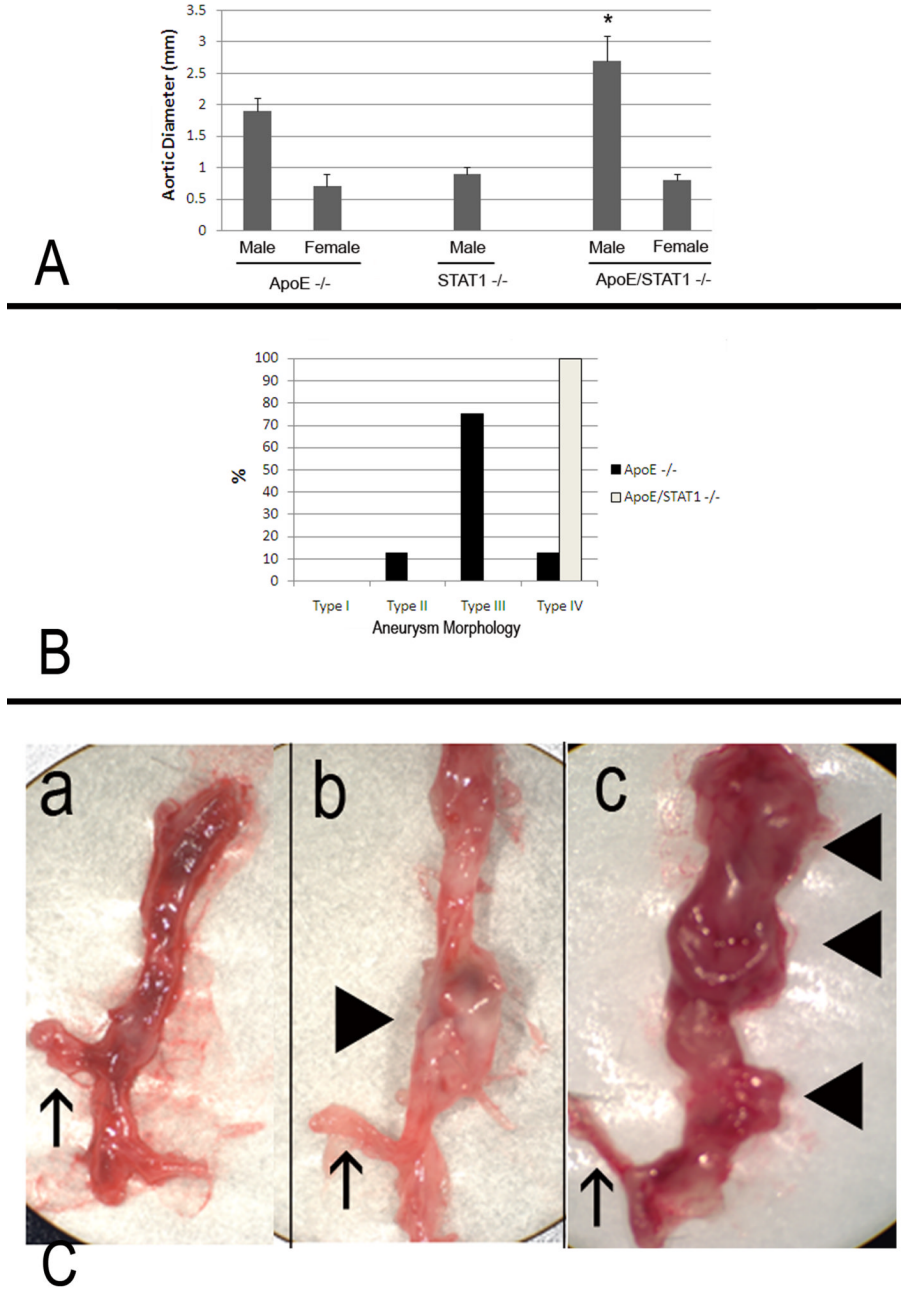 Aortic Diameter (mm)
4
3.5
3
2.5
2
1.5
1
0.5
0
*
Male Female Male Male Female
ApoE -/- STAT1 -/- ApoE/STAT1 -/-
A
%
100
90
80
70
60
50
40
30
20
10
0
Type I Type II Type III Type IV
Aneurysm Morphology
ApoE -/-
ApoE/STAT1 -/-
B
a b c
C